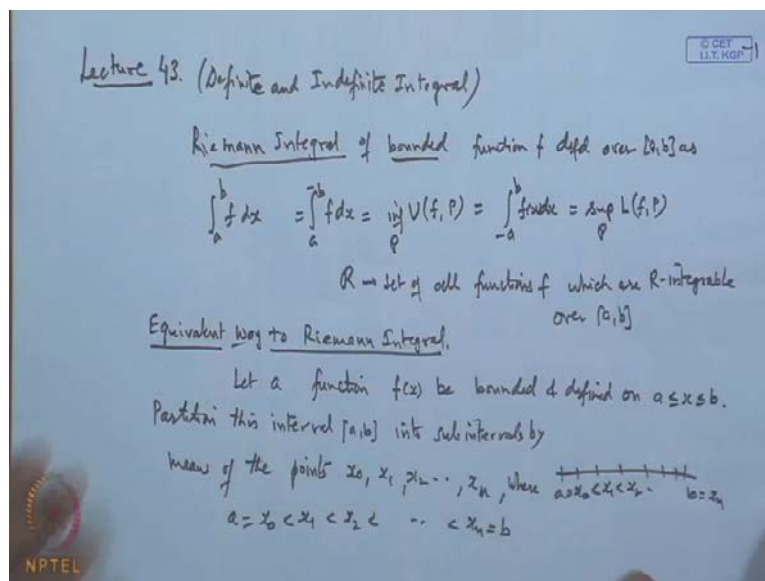 © CET
I.I.T. KGP
Lecture 43. (Definite and Indefinite Integral)
Riemann Integral of bounded function f defd over [a,b] as
∫_a^b f dx = ∫_a^{-b} f dx = inf_P U(f,P) = ∫_{-a}^b f(x)dx = sup_P L(f,P)
R → set of all functions f which are R-integrable
over [a,b]
Equivalent way to Riemann Integral.
Let a function f(x) be bounded & defined on a ≤ x ≤ b.
Partition this interval [a,b] into subintervals by
means of the points x₀, x₁, x₂ .., xₙ, where
a=x₀<x₁<x₂.. b=xₙ
a = x₀ < x₁ < x₂ < .. < xₙ = b
NPTEL